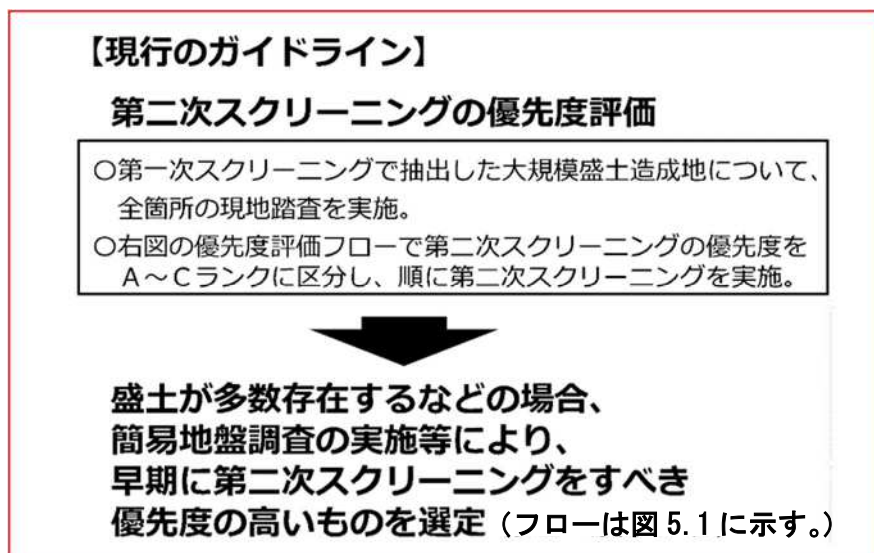 【現行のガイドライン】
第二次スクリーニングの優先度評価
○第一次スクリーニングで抽出した大規模盛土造成地について、
全箇所の現地踏査を実施。
○右図の優先度評価フローで第二次スクリーニングの優先度を
A~Cランクに区分し、順に第二次スクリーニングを実施。
盛土が多数存在するなどの場合、
簡易地盤調査の実施等により、
早期に第二次スクリーニングをすべき
優先度の高いものを選定(フローは図5.1に示す。)